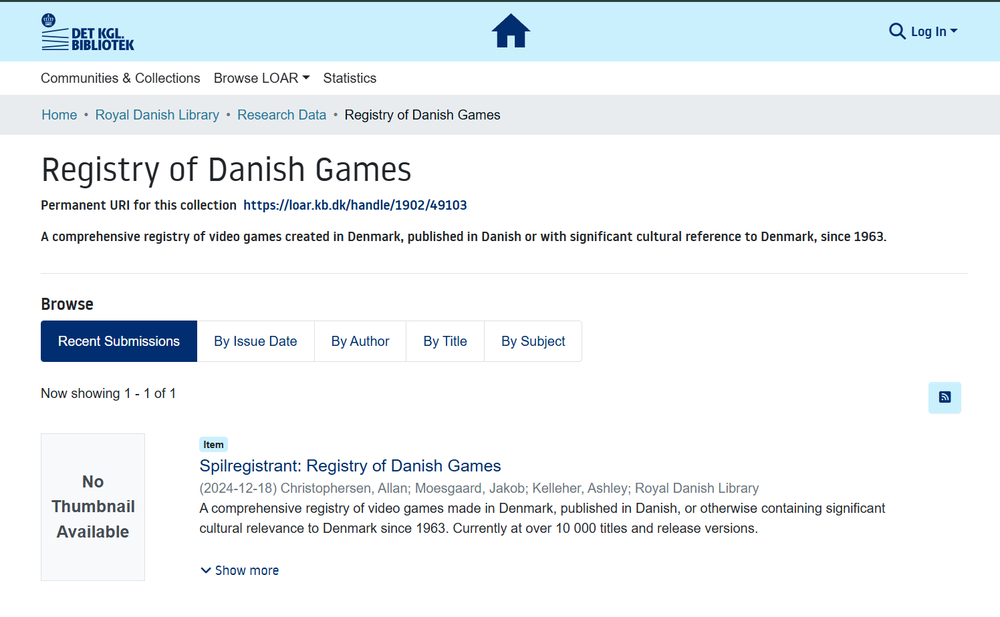 DET KGL.
BIBLIOTEK
Log In
Communities & Collections Browse LOAR Statistics
Home • Royal Danish Library • Research Data • Registry of Danish Games
Registry of Danish Games
Permanent URI for this collection https://loar.kb.dk/handle/1902/49103
A comprehensive registry of video games created in Denmark, published in Danish or with significant cultural reference to Denmark, since 1963.
Browse
Recent Submissions By Issue Date By Author By Title By Subject
Now showing 1 - 1 of 1
No
Thumbnail
Available
Item
Spilregistrant: Registry of Danish Games
(2024-12-18) Christophersen, Allan; Moesgaard, Jakob; Kelleher, Ashley; Royal Danish Library
A comprehensive registry of video games made in Denmark, published in Danish, or otherwise containing significant
cultural relevance to Denmark since 1963. Currently at over 10 000 titles and release versions.
Show more